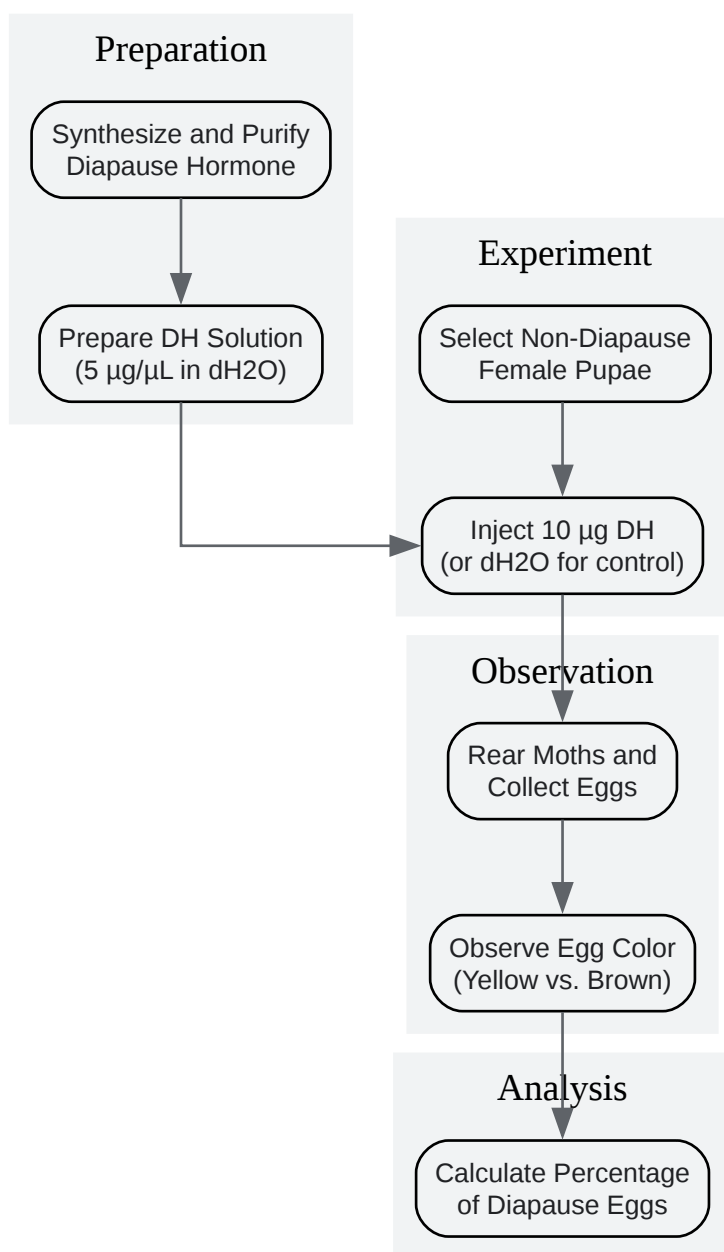 Preparation
Synthesize and Purify
Diapause Hormone
Prepare DH Solution
(5 µg/µL in dH2O)
Experiment
Select Non-Diapause
Female Pupae
Inject 10 µg DH
(or dH2O for control)
Observation
Rear Moths and
Collect Eggs
Observe Egg Color
(Yellow vs. Brown)
Analysis
Calculate Percentage
of Diapause Eggs